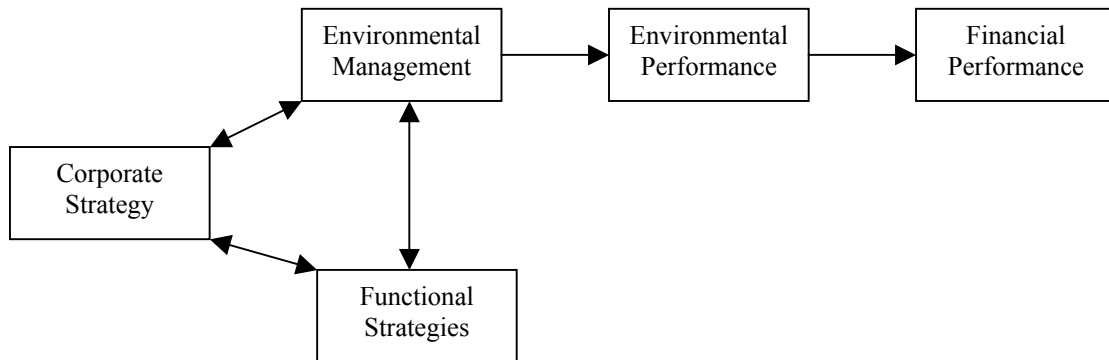 Environmental
Management
Environmental
Performance
Financial
Performance
Corporate
Strategy
Functional
Strategies